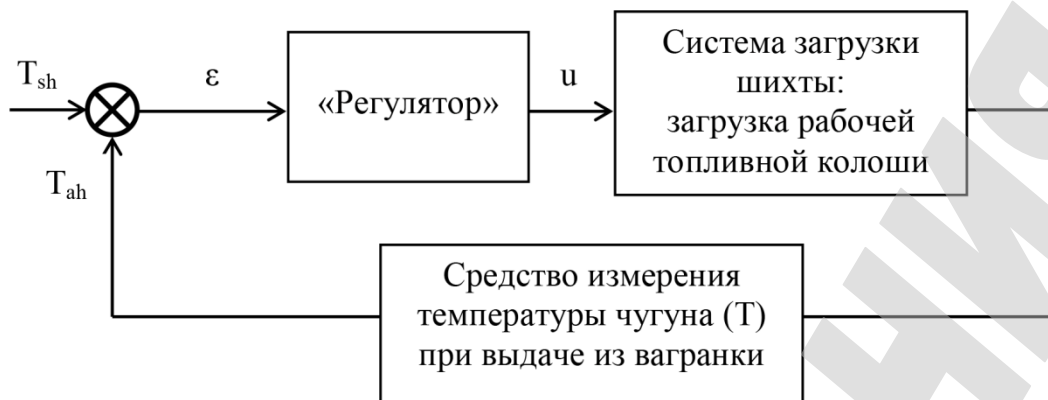 T_sh
ε
«Регулятор»
u
Система загрузки
шихты:
загрузка рабочей
топливной колоши
T_ah
Средство измерения
температуры чугуна (Т)
при выдаче из вагранки